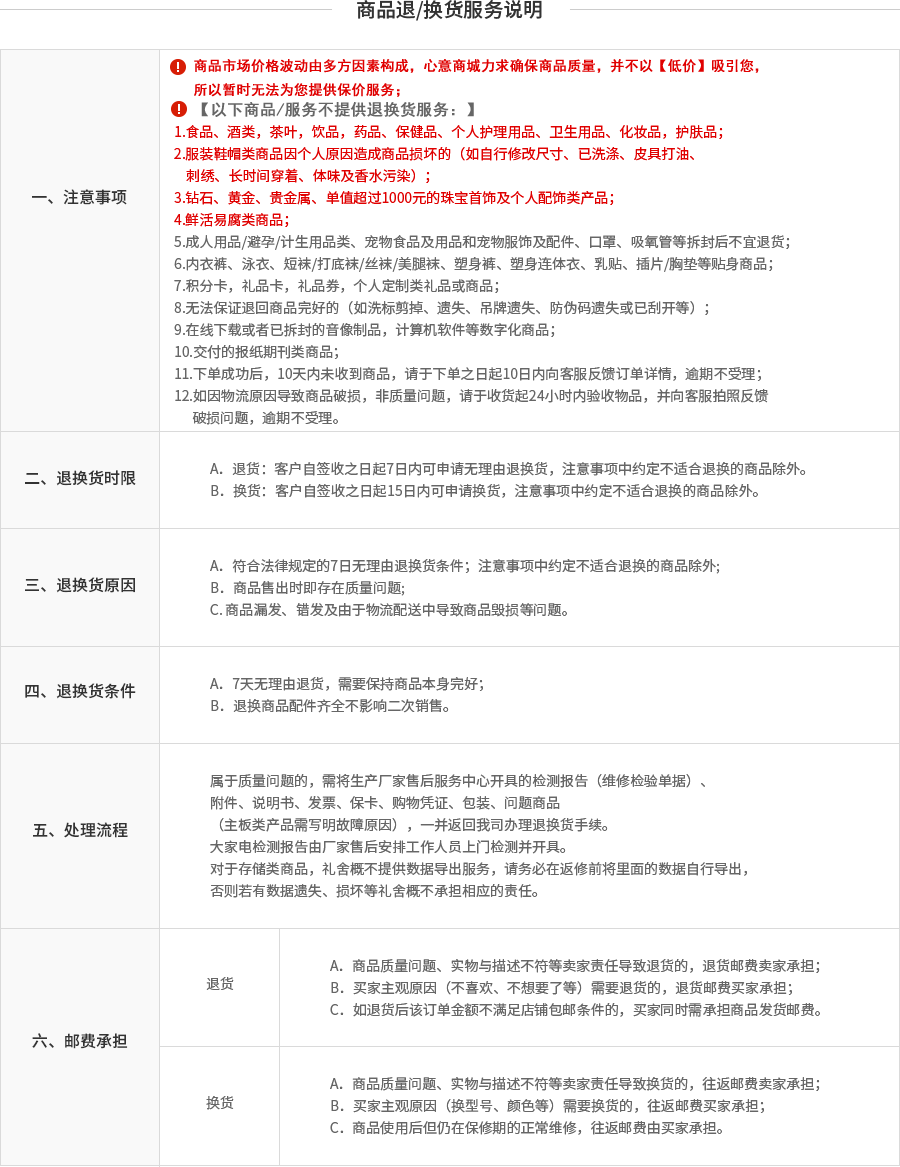 商品退/换货服务说明
一、注意事项
商品市场价格波动由多方因素构成，心意商城力求确保商品质量，并不以【低价】吸引您，
所以暂时无法为您提供保价服务；
【以下商品/服务不提供退换货服务：】
1.食品、酒类，茶叶，饮品，药品、保健品、个人护理用品、卫生用品、化妆品，护肤品；
2.服装鞋帽类商品因个人原因造成商品损坏的（如自行修改尺寸、已洗涤、皮具打油、
刺绣、长时间穿着、体味及香水污染）；
3.钻石、黄金、贵金属、单值超过1000元的珠宝首饰及个人配饰类产品；
4.鲜活易腐类商品；
5.成人用品/避孕/计生用品类、宠物食品及用品和宠物服饰及配件、口罩、吸氧管等拆封后不宜退货；
6.内衣裤、泳衣、短袜/打底袜/丝袜/美腿袜、塑身裤、塑身连体衣、乳贴、插片/胸垫等贴身商品；
7.积分卡，礼品卡，礼品券，个人定制类礼品或商品；
8.无法保证退回商品完好的（如洗标剪掉、遗失、吊牌遗失、防伪码遗失或已刮开等）；
9.在线下载或者已拆封的音像制品，计算机软件等数字化商品；
10.交付的报纸期刊类商品；
11.下单成功后，10天内未收到商品，请于下单之日起10日内向客服反馈订单详情，逾期不受理；
12.如因物流原因导致商品破损，非质量问题，请于收货起24小时内验收物品，并向客服拍照反馈
破损问题，逾期不受理。
二、退换货时限
A．退货：客户自签收之日起7日内可申请无理由退换货，注意事项中约定不适合退换的商品除外。
B．换货：客户自签收之日起15日内可申请换货，注意事项中约定不适合退换的商品除外。
三、退换货原因
A．符合法律规定的7日无理由退换货条件；注意事项中约定不适合退换的商品除外;
B．商品售出时即存在质量问题;
C. 商品漏发、错发及由于物流配送中导致商品毁损等问题。
四、退换货条件
A．7天无理由退货，需要保持商品本身完好；
B．退换商品配件齐全不影响二次销售。
五、处理流程
属于质量问题的，需将生产厂家售后服务中心开具的检测报告（维修检验单据）、
附件、说明书、发票、保卡、购物凭证、包装、问题商品
（主板类产品需写明故障原因），一并返回我司办理退换货手续。
大家电检测报告由厂家售后安排工作人员上门检测并开具。
对于存储类商品，礼舍概不提供数据导出服务，请务必在返修前将里面的数据自行导出，
否则若有数据遗失、损坏等礼舍概不承担相应的责任。
六、邮费承担
退货
A．商品质量问题、实物与描述不符等卖家责任导致退货的，退货邮费卖家承担；
B．买家主观原因（不喜欢、不想要了等）需要退货的，退货邮费买家承担；
C．如退货后该订单金额不满足店铺包邮条件的，买家同时需承担商品发货邮费。
换货
A．商品质量问题、实物与描述不符等卖家责任导致换货的，往返邮费卖家承担；
B．买家主观原因（换型号、颜色等）需要换货的，往返邮费买家承担；
C．商品使用后但仍在保修期的正常维修，往返邮费由买家承担。